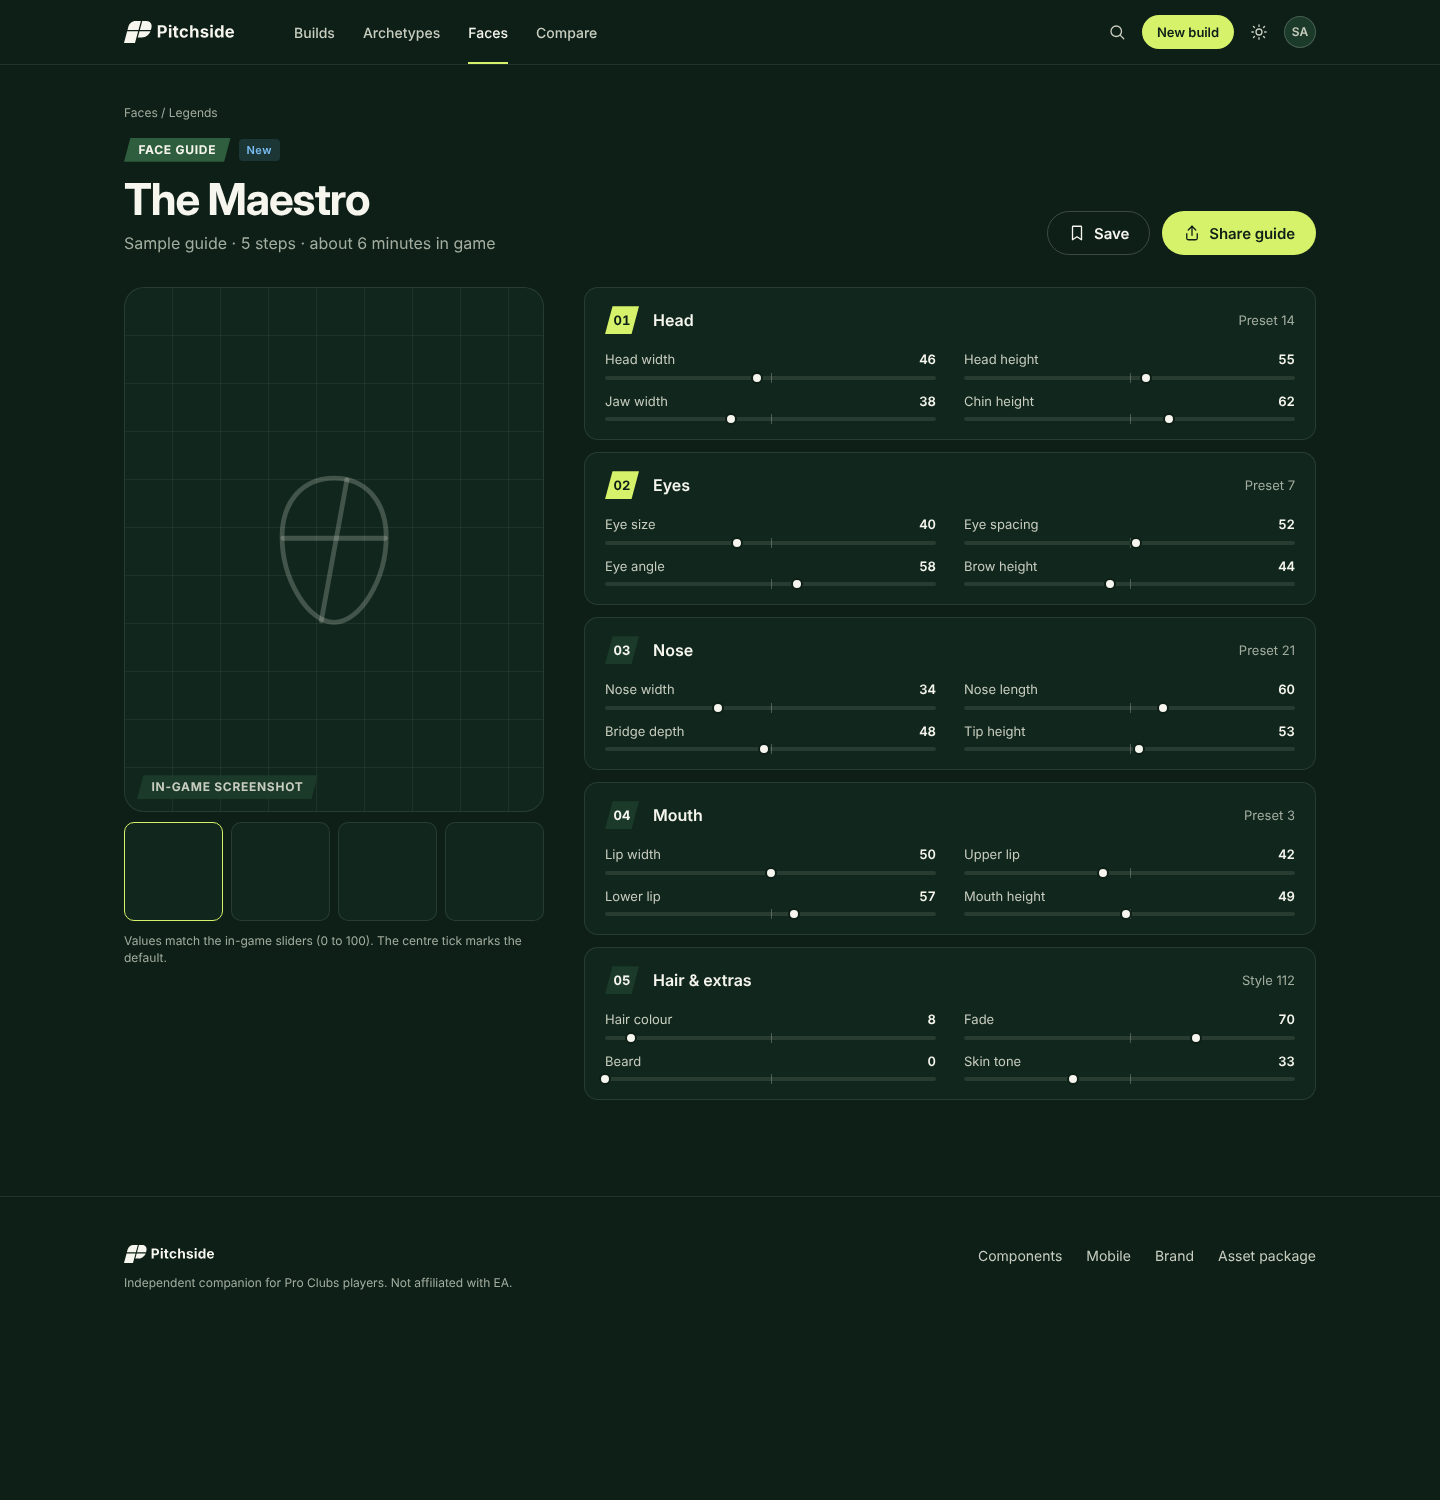 Pitchside
Builds
Archetypes
Faces
Compare
New build
SA
Faces / Legends
FACE GUIDE
New
The Maestro
Sample guide · 5 steps · about 6 minutes in game
Save
Share guide
IN-GAME SCREENSHOT
Values match the in-game sliders (0 to 100). The centre tick marks the
default.
01 Head Preset 14
Head width 46
Head height 55
Jaw width 38
Chin height 62
02 Eyes Preset 7
Eye size 40
Eye spacing 52
Eye angle 58
Brow height 44
03 Nose Preset 21
Nose width 34
Nose length 60
Bridge depth 48
Tip height 53
04 Mouth Preset 3
Lip width 50
Upper lip 42
Lower lip 57
Mouth height 49
05 Hair & extras Style 112
Hair colour 8
Fade 70
Beard 0
Skin tone 33
Pitchside
Independent companion for Pro Clubs players. Not affiliated with EA.
Components
Mobile
Brand
Asset package